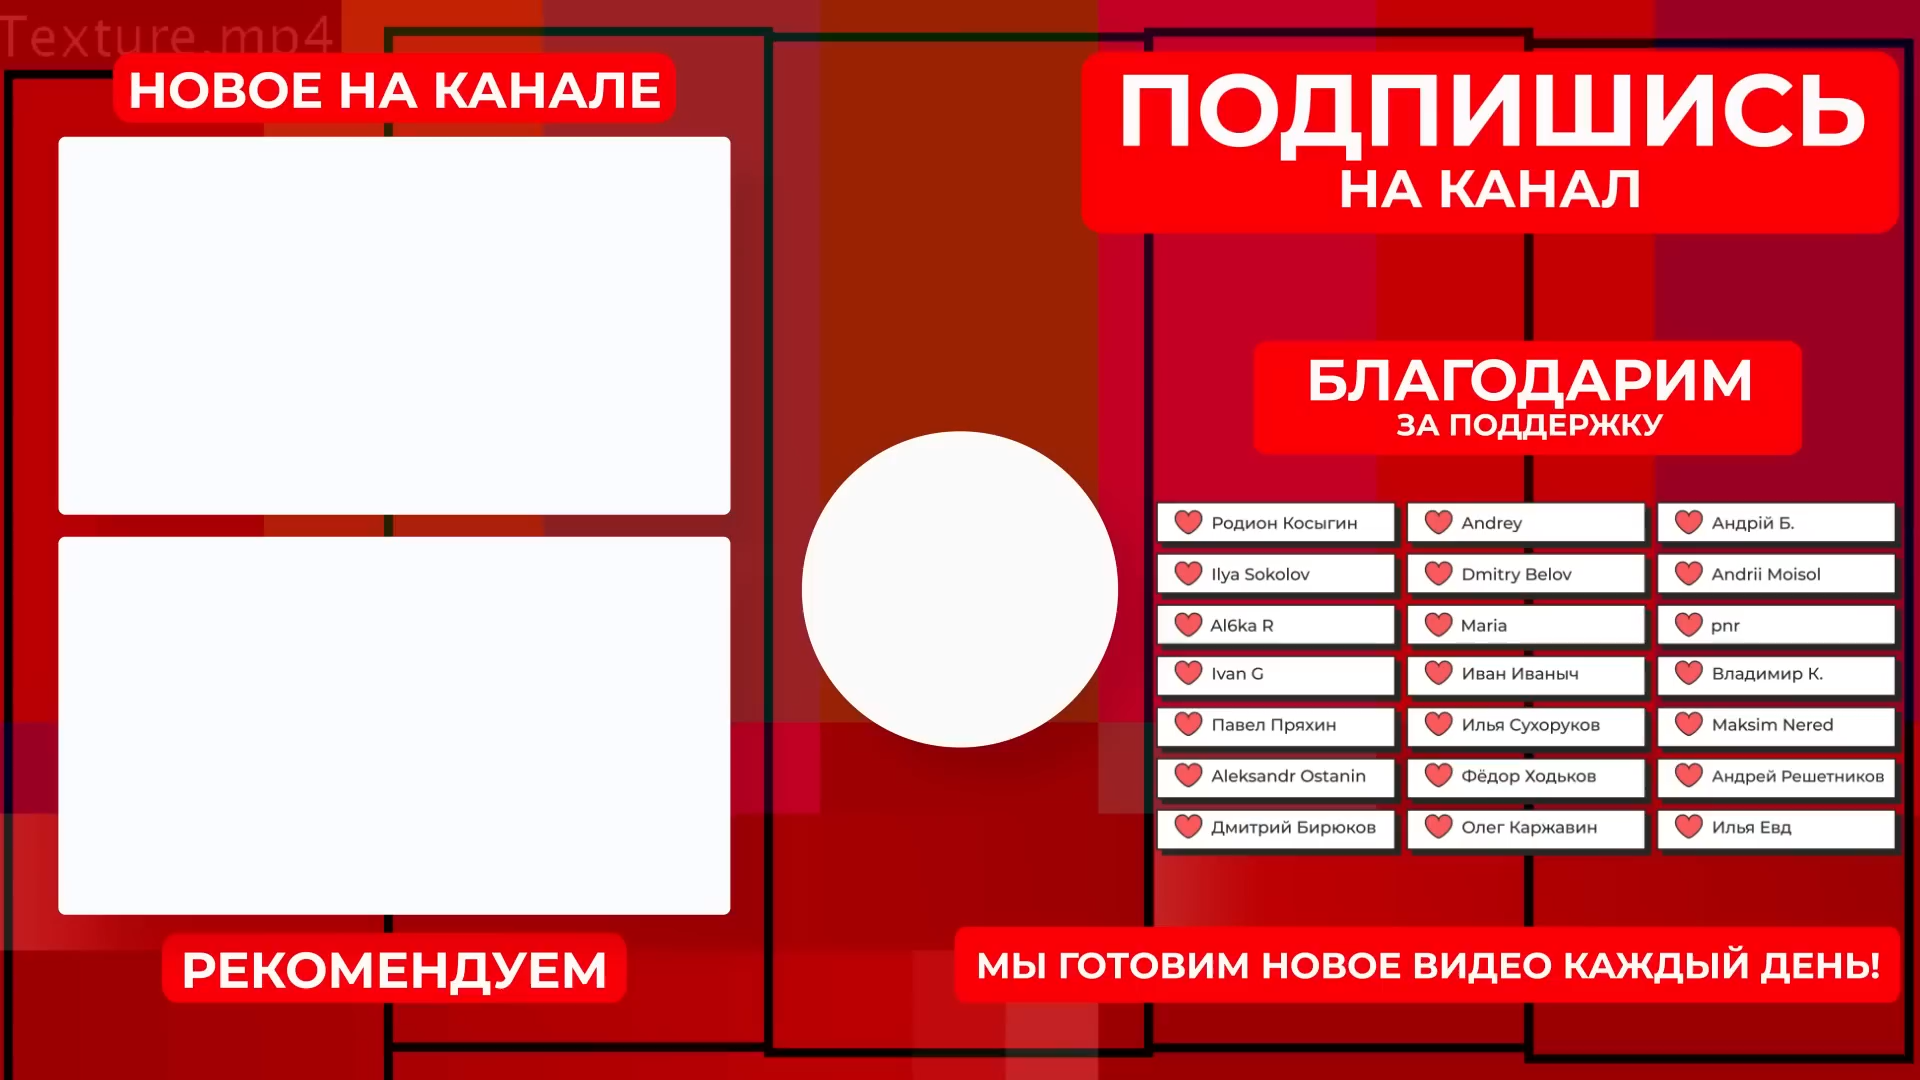 Texture.mp4
НОВОЕ НА КАНАЛЕ
РЕКОМЕНДУЕМ
ПОДПИШИСЬ
НА КАНАЛ
БЛАГОДАРИМ
ЗА ПОДДЕРЖКУ
Родион Косыгин
Andrey
Андрій Б.
Ilya Sokolov
Dmitry Belov
Andrii Moisol
Al6ka R
Maria
pnr
Ivan G
Иван Иваныч
Владимир К.
Павел Пряхин
Илья Сухоруков
Maksim Nered
Aleksandr Ostanin
Фёдор Ходьков
Андрей Решетников
Дмитрий Бирюков
Олег Каржавин
Илья Евд
МЫ ГОТОВИМ НОВОЕ ВИДЕО КАЖДЫЙ ДЕНЬ!